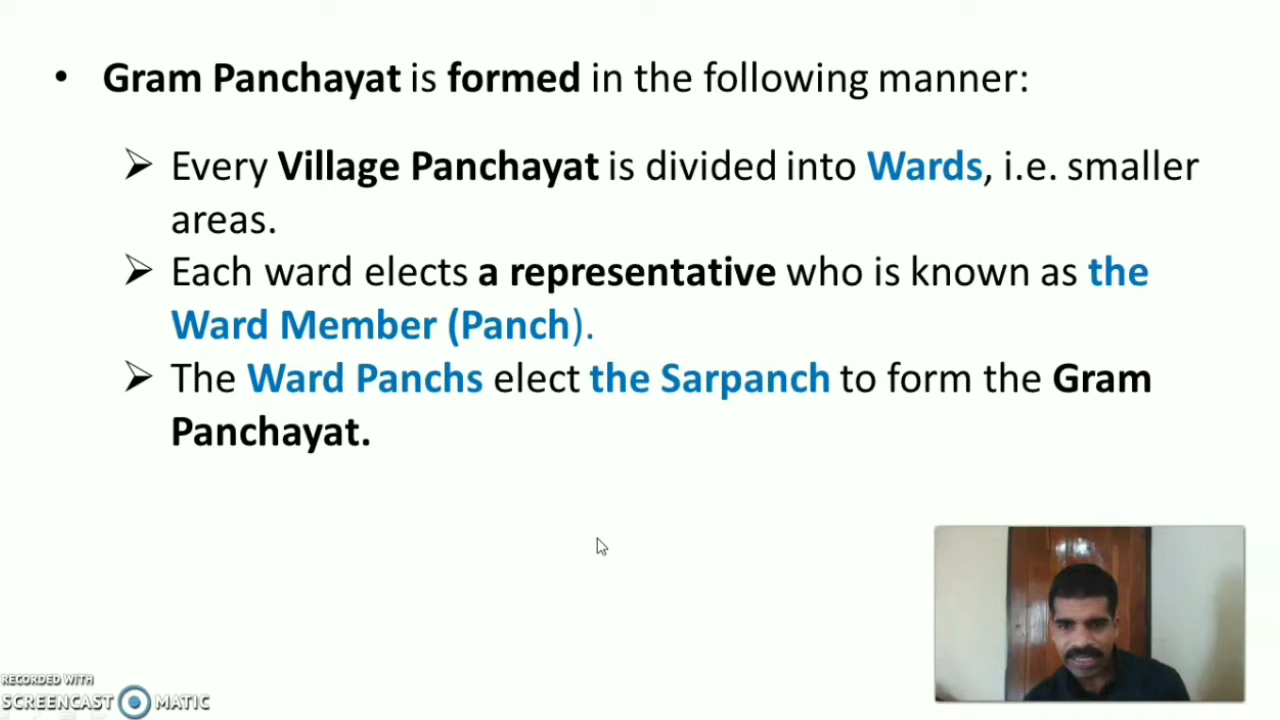 • Gram Panchayat is formed in the following manner:
➢ Every Village Panchayat is divided into Wards, i.e. smaller
areas.
➢ Each ward elects a representative who is known as the
Ward Member (Panch).
➢ The Ward Panchs elect the Sarpanch to form the Gram
Panchayat.
RECORDED WITH
SCREENCAST MATIC